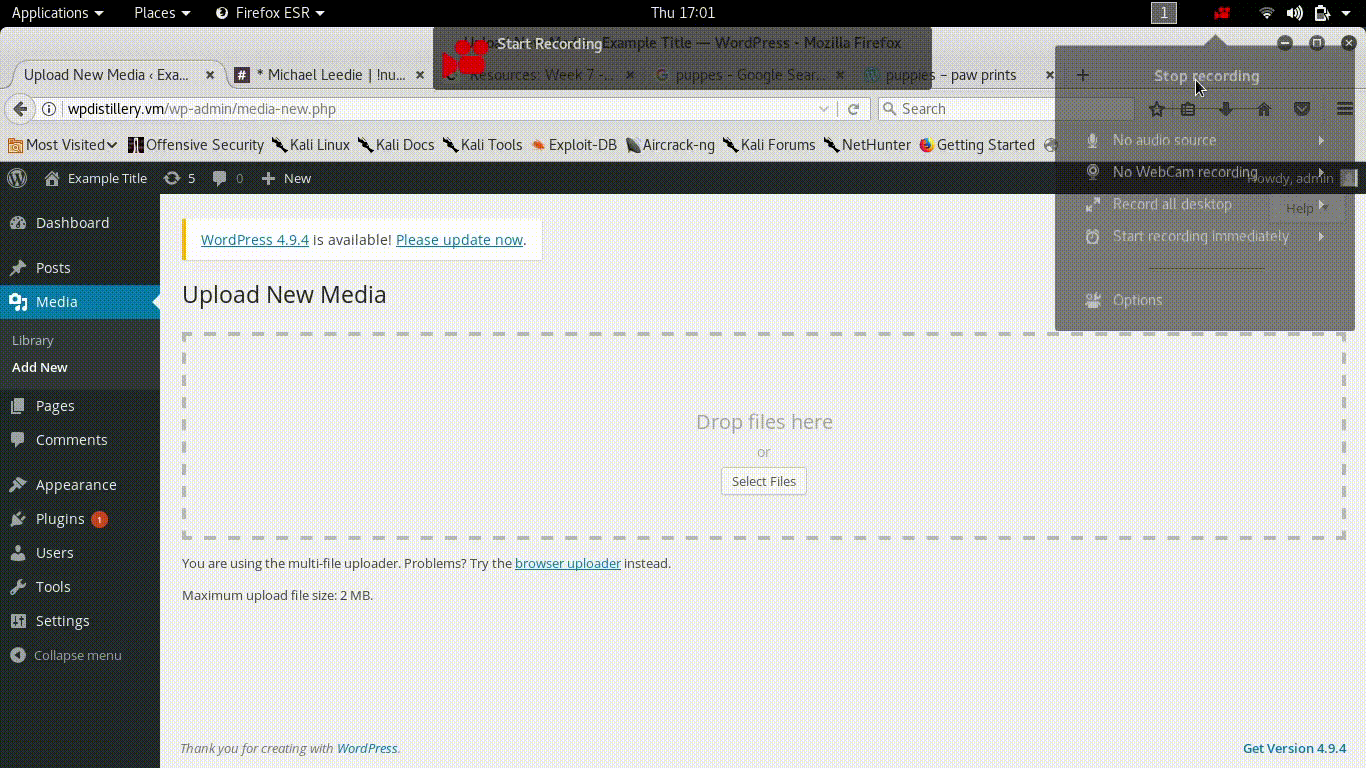 Applications Places Firefox ESR Thu 17:01 1
Start Recording
Example Title — WordPress - Mozilla Firefox
Upload New Media ‹ Exa...
* Michael Leedie | !nu...
Resources: Week 7 -...
puppes - Google Sear...
puppies – paw prints
Stop recording
wpdistillery.vm/wp-admin/media-new.php
Search
Most Visited Offensive Security Kali Linux Kali Docs Kali Tools Exploit-DB Aircrack-ng Kali Forums NetHunter Getting Started
No audio source
No WebCam recording
Record all desktop
Start recording immediately
Options
Example Title 5 0 New Howdy, admin
Help
Dashboard
Posts
Media
Library
Add New
Pages
Comments
Appearance
Plugins 1
Users
Tools
Settings
Collapse menu
WordPress 4.9.4 is available! Please update now.
Upload New Media
Drop files here
or
Select Files
You are using the multi-file uploader. Problems? Try the browser uploader instead.
Maximum upload file size: 2 MB.
Thank you for creating with WordPress.
Get Version 4.9.4